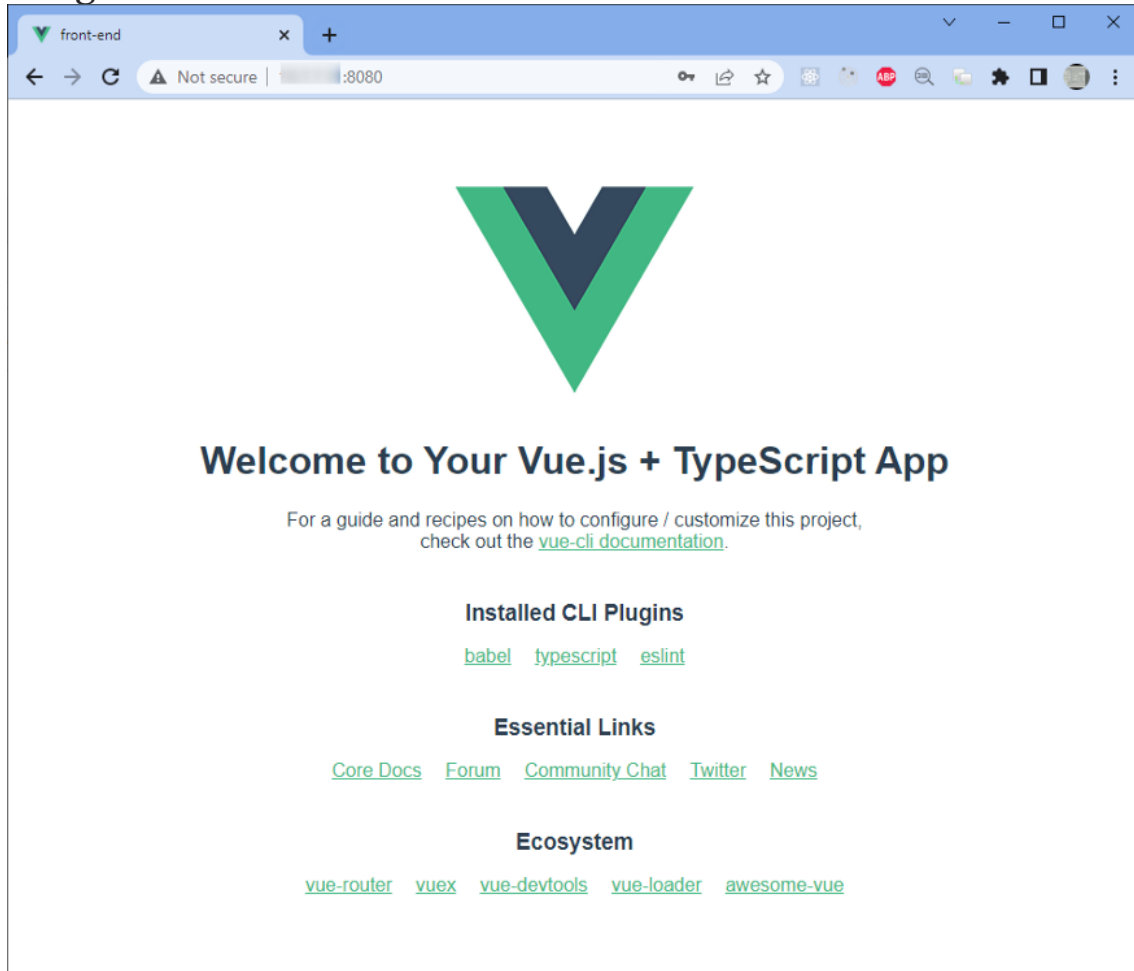 front-end
Not secure
:8080
ABP
Welcome to Your Vue.js + TypeScript App
For a guide and recipes on how to configure / customize this project,
check out the vue-cli documentation.
Installed CLI Plugins
babel typescript eslint
Essential Links
Core Docs Forum Community Chat Twitter News
Ecosystem
vue-router vuex vue-devtools vue-loader awesome-vue